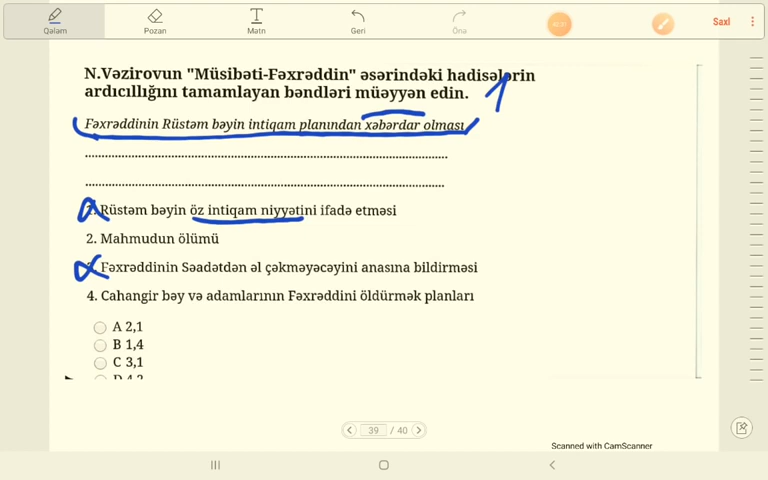 Qələm
Pozan
Mətn
Geri
Önə
Saxl
N.Vəzirovun "Müsibəti-Fəxrəddin" əsərindəki hadisələrin
ardıcıllığını tamamlayan bəndləri müəyyən edin.
1
Fəxrəddinin Rüstəm bəyin intiqam planından xəbərdar olması
1. Rüstəm bəyin öz intiqam niyyətini ifadə etməsi
2. Mahmudun ölümü
Fəxrəddinin Səadətdən əl çəkməyəcəyini anasına bildirməsi
4. Cahangir bəy və adamlarının Fəxrəddini öldürmək planları
A 2,1
B 1,4
C 3,1
39 / 40
Scanned with CamScanner